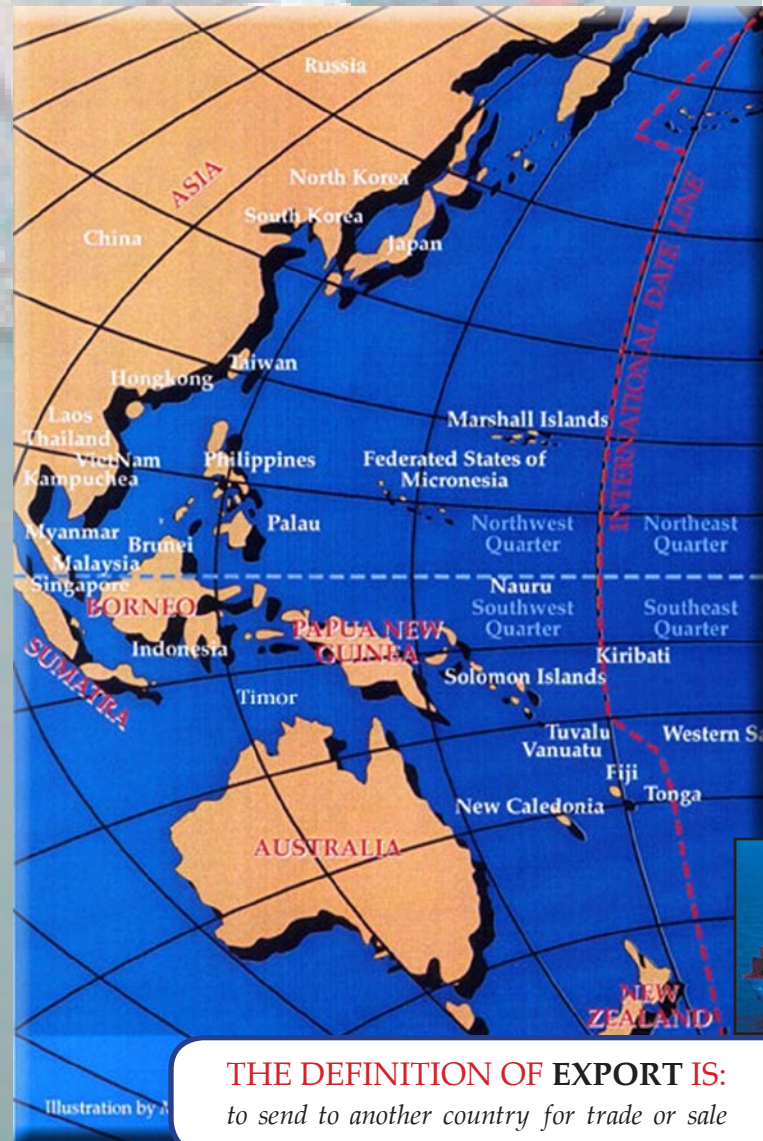 Russia
ASIA
North Korea
South Korea
China
Japan
Taiwan
Hongkong
Laos
Thailand
VietNam
Kampuchea
Philippines
Marshall Islands
Federated States of
Micronesia
INTERNATIONAL DATE LINE
Palau
Northwest
Quarter
Northeast
Quarter
Myanmar
Brunei
Malaysia
Singapore
BORNEO
Nauru
Southwest
Quarter
Southeast
Quarter
SUMATRA
Indonesia
PAPUA NEW
GUINEA
Kiribati
Solomon Islands
Timor
Tuvalu
Vanuatu
Western
Fiji
Tonga
New Caledonia
AUSTRALIA
NEW
ZEALAND
Illustration by
THE DEFINITION OF EXPORT IS:
to send to another country for trade or sale